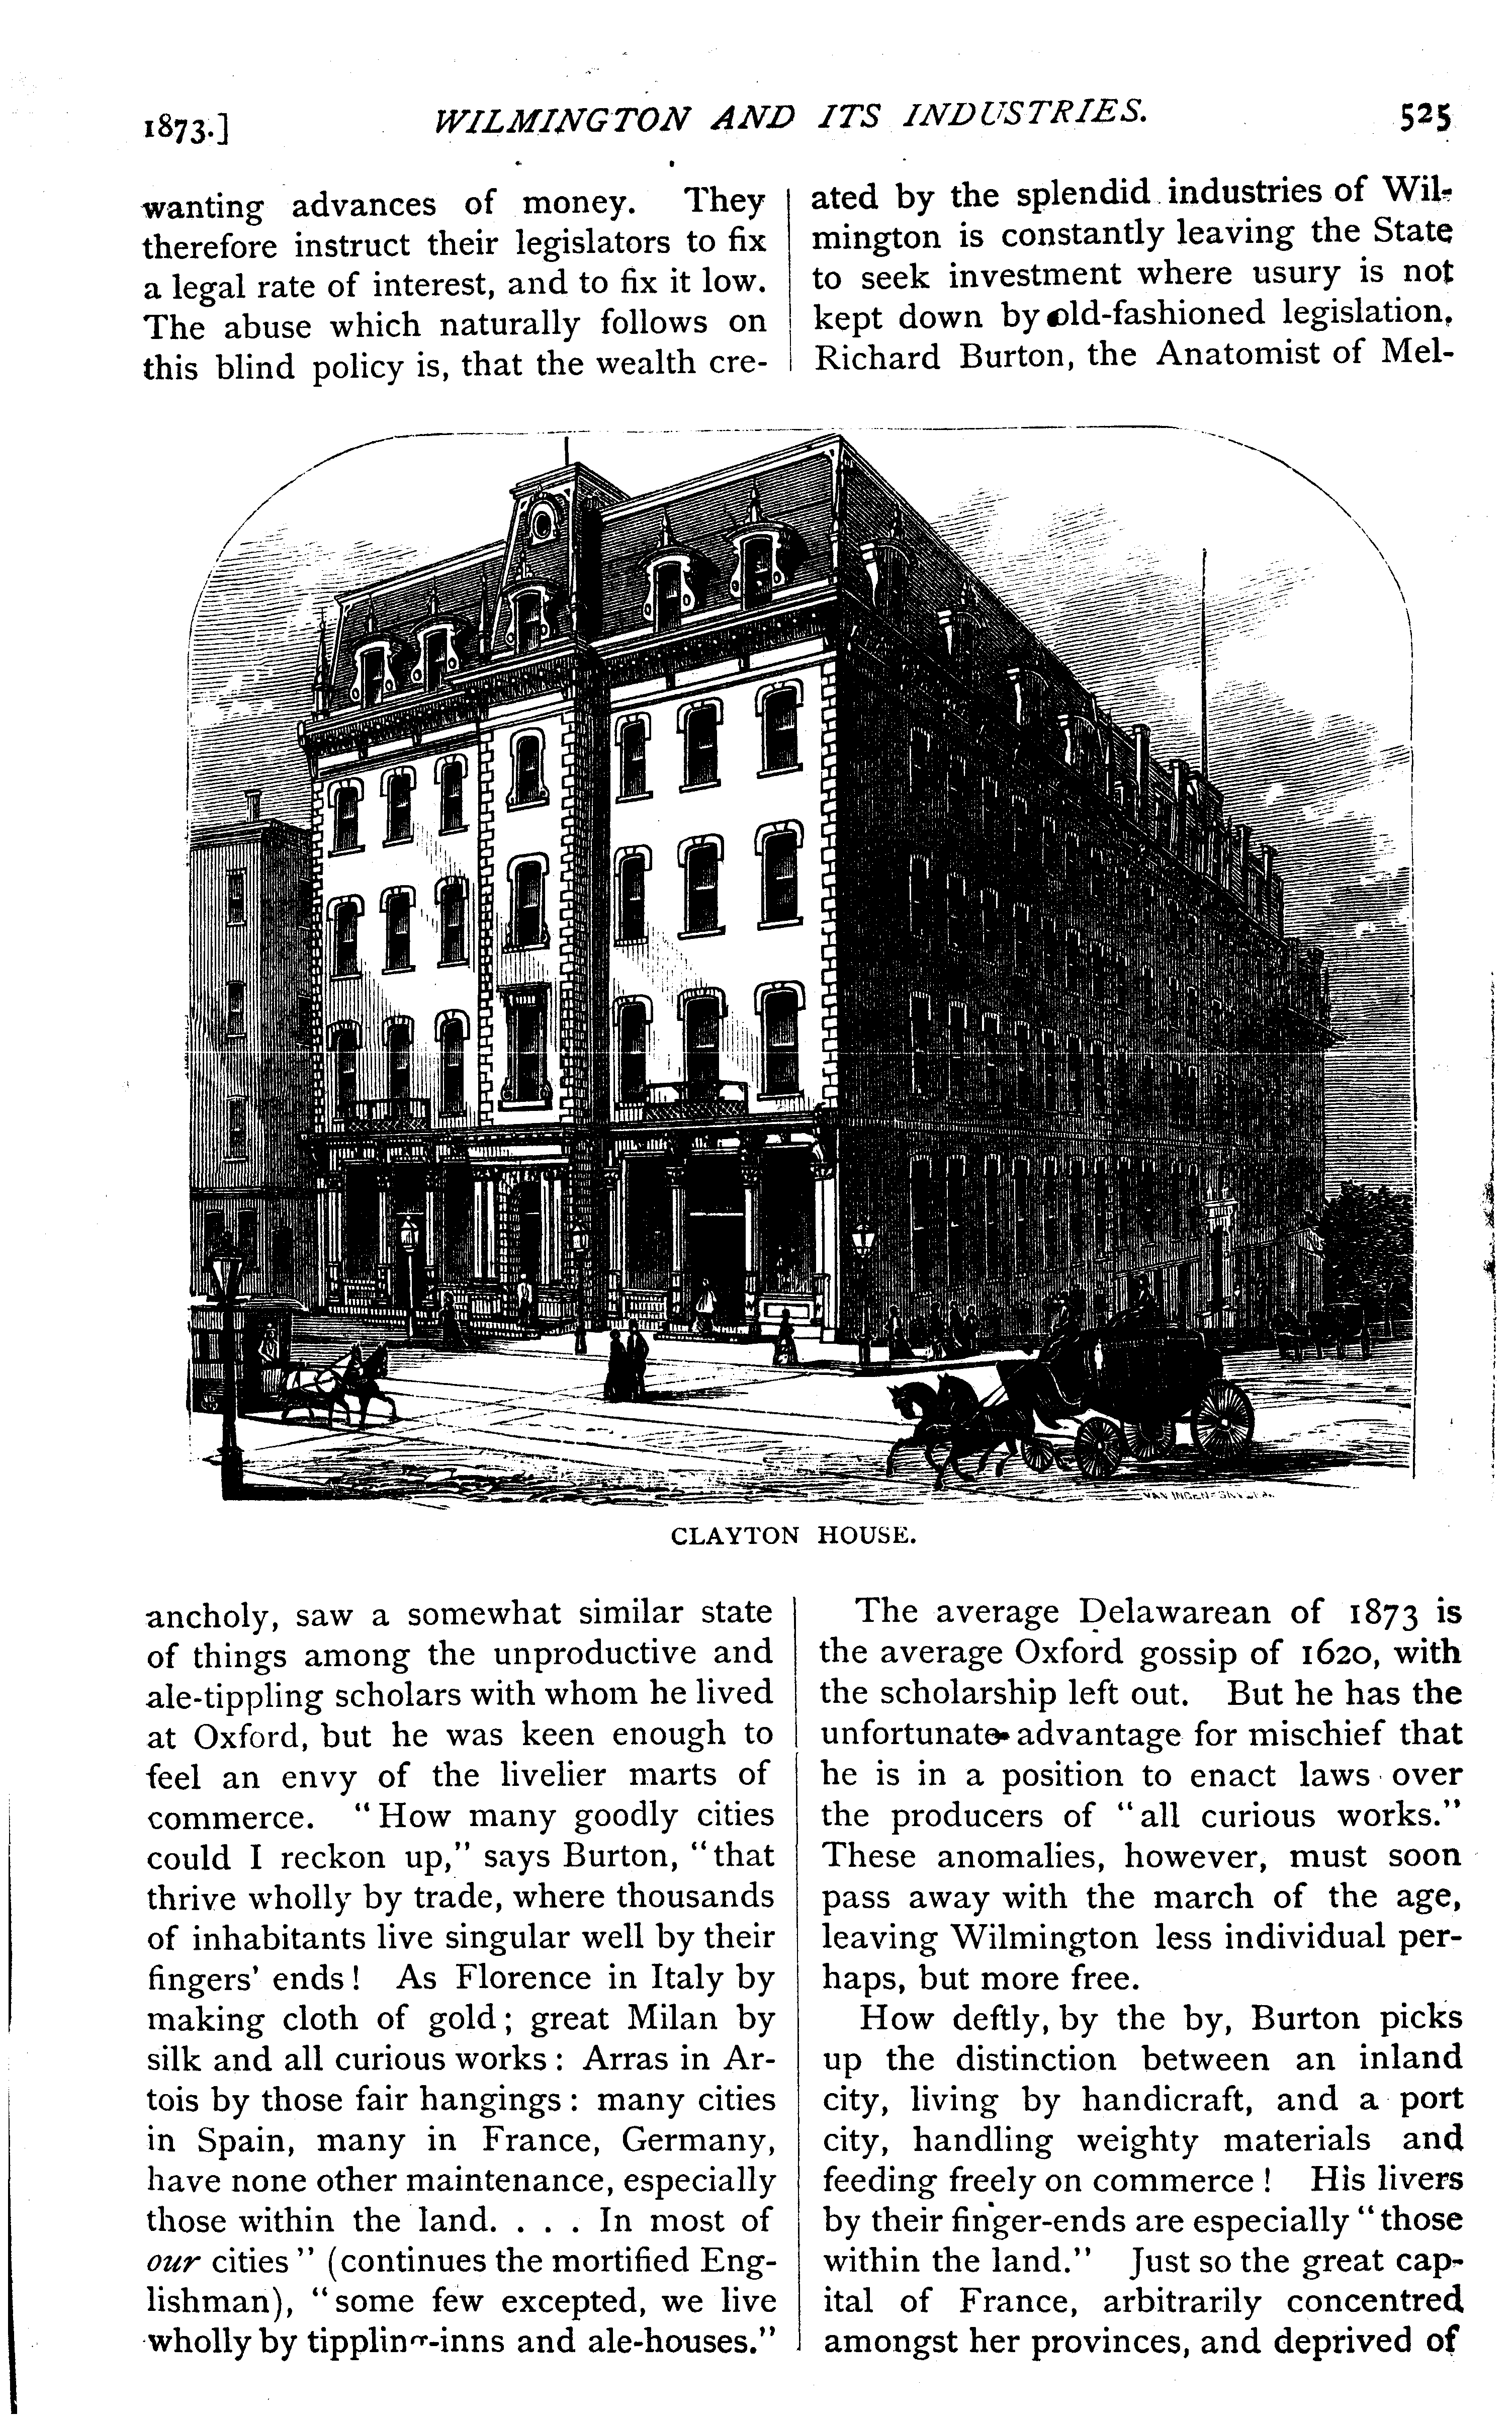 1873.] WILMINGTON AND ITS INDUSTRIES. 525
wanting advances of money. They
therefore instruct their legislators to fix
a legal rate of interest, and to fix it low.
The abuse which naturally follows on
this blind policy is, that the wealth cre-
ated by the splendid industries of Wil-
mington is constantly leaving the State
to seek investment where usury is not
kept down by old-fashioned legislation.
Richard Burton, the Anatomist of Mel-
CLAYTON HOUSE.
ancholy, saw a somewhat similar state
of things among the unproductive and
ale-tippling scholars with whom he lived
at Oxford, but he was keen enough to
feel an envy of the livelier marts of
commerce. "How many goodly cities
could I reckon up," says Burton, "that
thrive wholly by trade, where thousands
of inhabitants live singular well by their
fingers' ends! As Florence in Italy by
making cloth of gold; great Milan by
silk and all curious works: Arras in Ar-
tois by those fair hangings: many cities
in Spain, many in France, Germany,
have none other maintenance, especially
those within the land. . . . In most of
our cities" (continues the mortified Eng-
lishman), "some few excepted, we live
wholly by tippling-inns and ale-houses."
The average Delawarean of 1873 is
the average Oxford gossip of 1620, with
the scholarship left out. But he has the
unfortunate advantage for mischief that
he is in a position to enact laws over
the producers of "all curious works."
These anomalies, however, must soon
pass away with the march of the age,
leaving Wilmington less individual per-
haps, but more free.
How deftly, by the by, Burton picks
up the distinction between an inland
city, living by handicraft, and a port
city, handling weighty materials and
feeding freely on commerce! His livers
by their finger-ends are especially "those
within the land." Just so the great cap-
ital of France, arbitrarily concentred
amongst her provinces, and deprived of